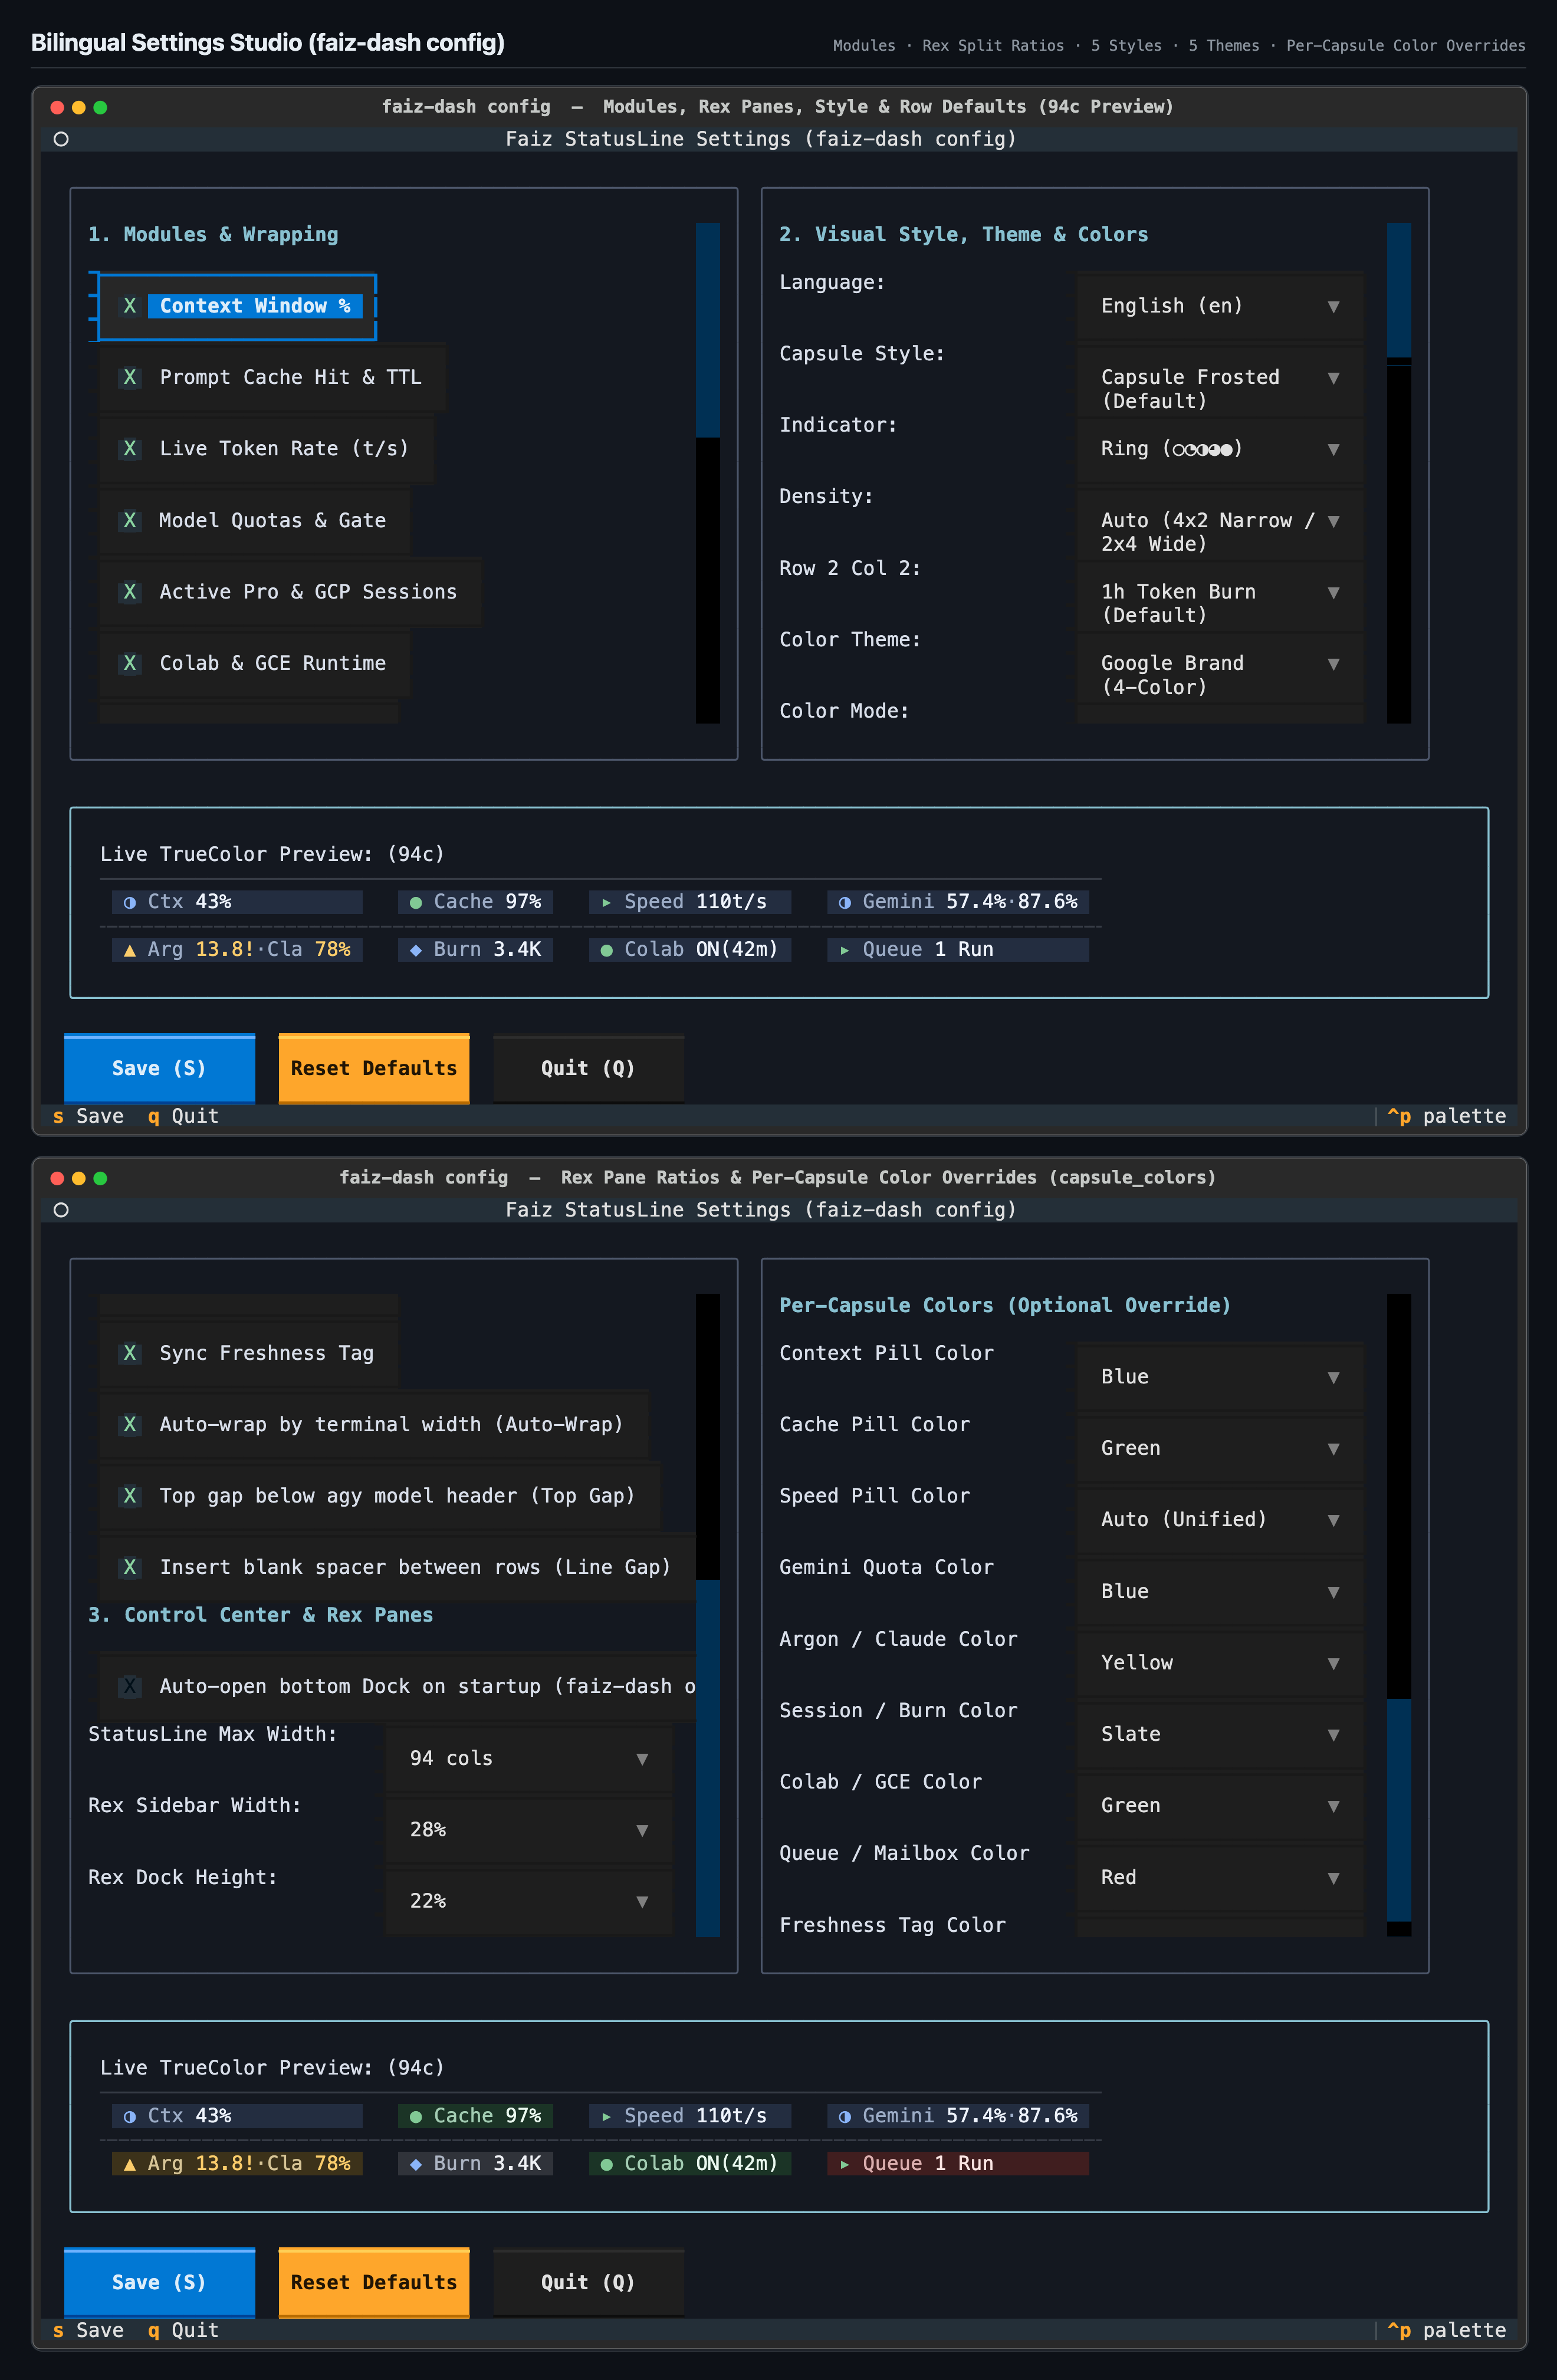 Bilingual Settings Studio (faiz-dash config)
Modules · Rex Split Ratios · 5 Styles · 5 Themes · Per-Capsule Color Overrides
faiz-dash config — Modules, Rex Panes, Style & Row Defaults (94c Preview)
Faiz StatusLine Settings (faiz-dash config)
1. Modules & Wrapping
X Context Window %
X Prompt Cache Hit & TTL
X Live Token Rate (t/s)
X Model Quotas & Gate
X Active Pro & GCP Sessions
X Colab & GCE Runtime
2. Visual Style, Theme & Colors
Language:
English (en) ▼
Capsule Style:
Capsule Frosted ▼
(Default)
Indicator:
Ring (○◔◑◕●) ▼
Density:
Auto (4x2 Narrow / ▼
2x4 Wide)
Row 2 Col 2:
1h Token Burn ▼
(Default)
Color Theme:
Google Brand ▼
(4-Color)
Color Mode:
Live TrueColor Preview: (94c)
◑ Ctx 43% ● Cache 97% ▸ Speed 110t/s ◑ Gemini 57.4%·87.6%
▲ Arg 13.8!·Cla 78% ◆ Burn 3.4K ● Colab ON(42m) ▸ Queue 1 Run
Save (S) Reset Defaults Quit (Q)
s Save q Quit ^p palette
faiz-dash config — Rex Pane Ratios & Per-Capsule Color Overrides (capsule_colors)
Faiz StatusLine Settings (faiz-dash config)
X Sync Freshness Tag
X Auto-wrap by terminal width (Auto-Wrap)
X Top gap below agy model header (Top Gap)
X Insert blank spacer between rows (Line Gap)
3. Control Center & Rex Panes
X Auto-open bottom Dock on startup (faiz-dash o
StatusLine Max Width:
94 cols ▼
Rex Sidebar Width:
28% ▼
Rex Dock Height:
22% ▼
Per-Capsule Colors (Optional Override)
Context Pill Color
Blue ▼
Cache Pill Color
Green ▼
Speed Pill Color
Auto (Unified) ▼
Gemini Quota Color
Blue ▼
Argon / Claude Color
Yellow ▼
Session / Burn Color
Slate ▼
Colab / GCE Color
Green ▼
Queue / Mailbox Color
Red ▼
Freshness Tag Color
Live TrueColor Preview: (94c)
◑ Ctx 43% ● Cache 97% ▸ Speed 110t/s ◑ Gemini 57.4%·87.6%
▲ Arg 13.8!·Cla 78% ◆ Burn 3.4K ● Colab ON(42m) ▸ Queue 1 Run
Save (S) Reset Defaults Quit (Q)
s Save q Quit ^p palette